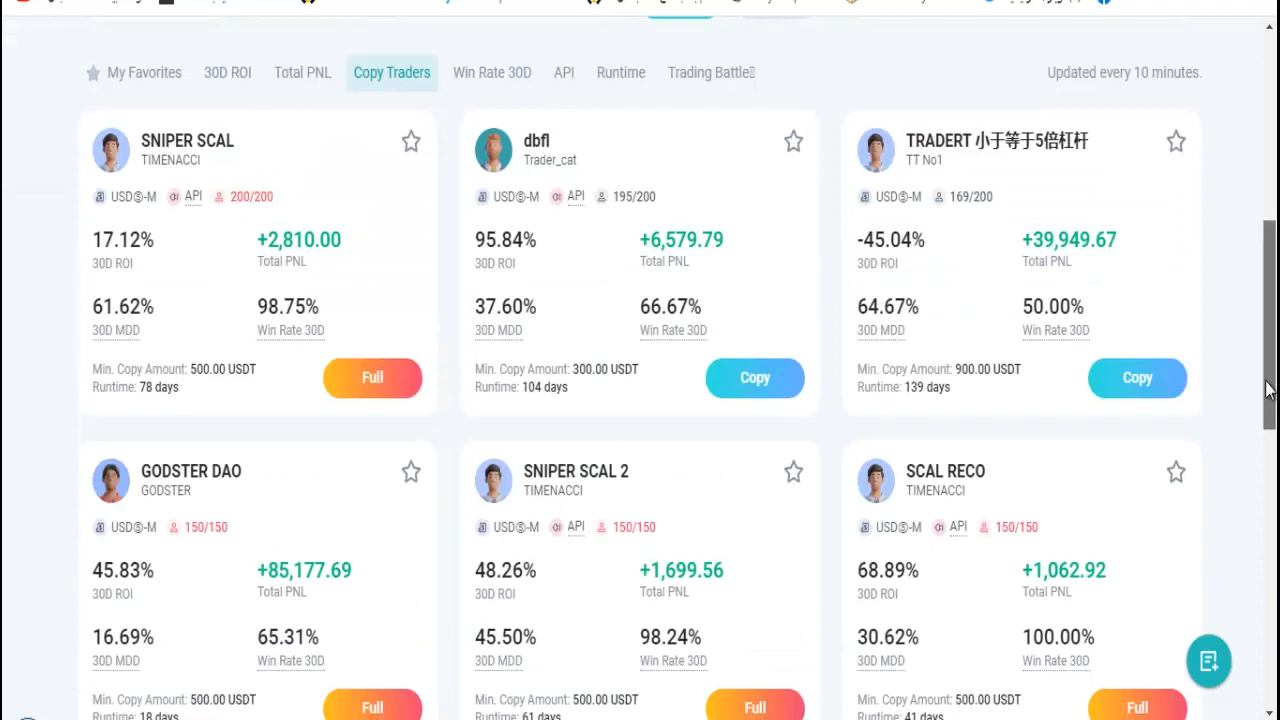 My Favorites 30D ROI Total PNL Copy Traders Win Rate 30D API Runtime Trading Battle Updated every 10 minutes.
SNIPER SCAL
TIMENACCI
USDⓈ-M API 200/200
17.12% +2,810.00
30D ROI Total PNL
61.62% 98.75%
30D MDD Win Rate 30D
Min. Copy Amount: 500.00 USDT
Runtime: 78 days
Full
dbfl
Trader_cat
USDⓈ-M API 195/200
95.84% +6,579.79
30D ROI Total PNL
37.60% 66.67%
30D MDD Win Rate 30D
Min. Copy Amount: 300.00 USDT
Runtime: 104 days
Copy
TRADERT 小于等于5倍杠杆
TT No1
USDⓈ-M 169/200
-45.04% +39,949.67
30D ROI Total PNL
64.67% 50.00%
30D MDD Win Rate 30D
Min. Copy Amount: 900.00 USDT
Runtime: 139 days
Copy
GODSTER DAO
GODSTER
USDⓈ-M 150/150
45.83% +85,177.69
30D ROI Total PNL
16.69% 65.31%
30D MDD Win Rate 30D
Min. Copy Amount: 500.00 USDT
Runtime: 18 days
Full
SNIPER SCAL 2
TIMENACCI
USDⓈ-M API 150/150
48.26% +1,699.56
30D ROI Total PNL
45.50% 98.24%
30D MDD Win Rate 30D
Min. Copy Amount: 500.00 USDT
Runtime: 61 days
Full
SCAL RECO
TIMENACCI
USDⓈ-M API 150/150
68.89% +1,062.92
30D ROI Total PNL
30.62% 100.00%
30D MDD Win Rate 30D
Min. Copy Amount: 500.00 USDT
Runtime: 41 days
Full